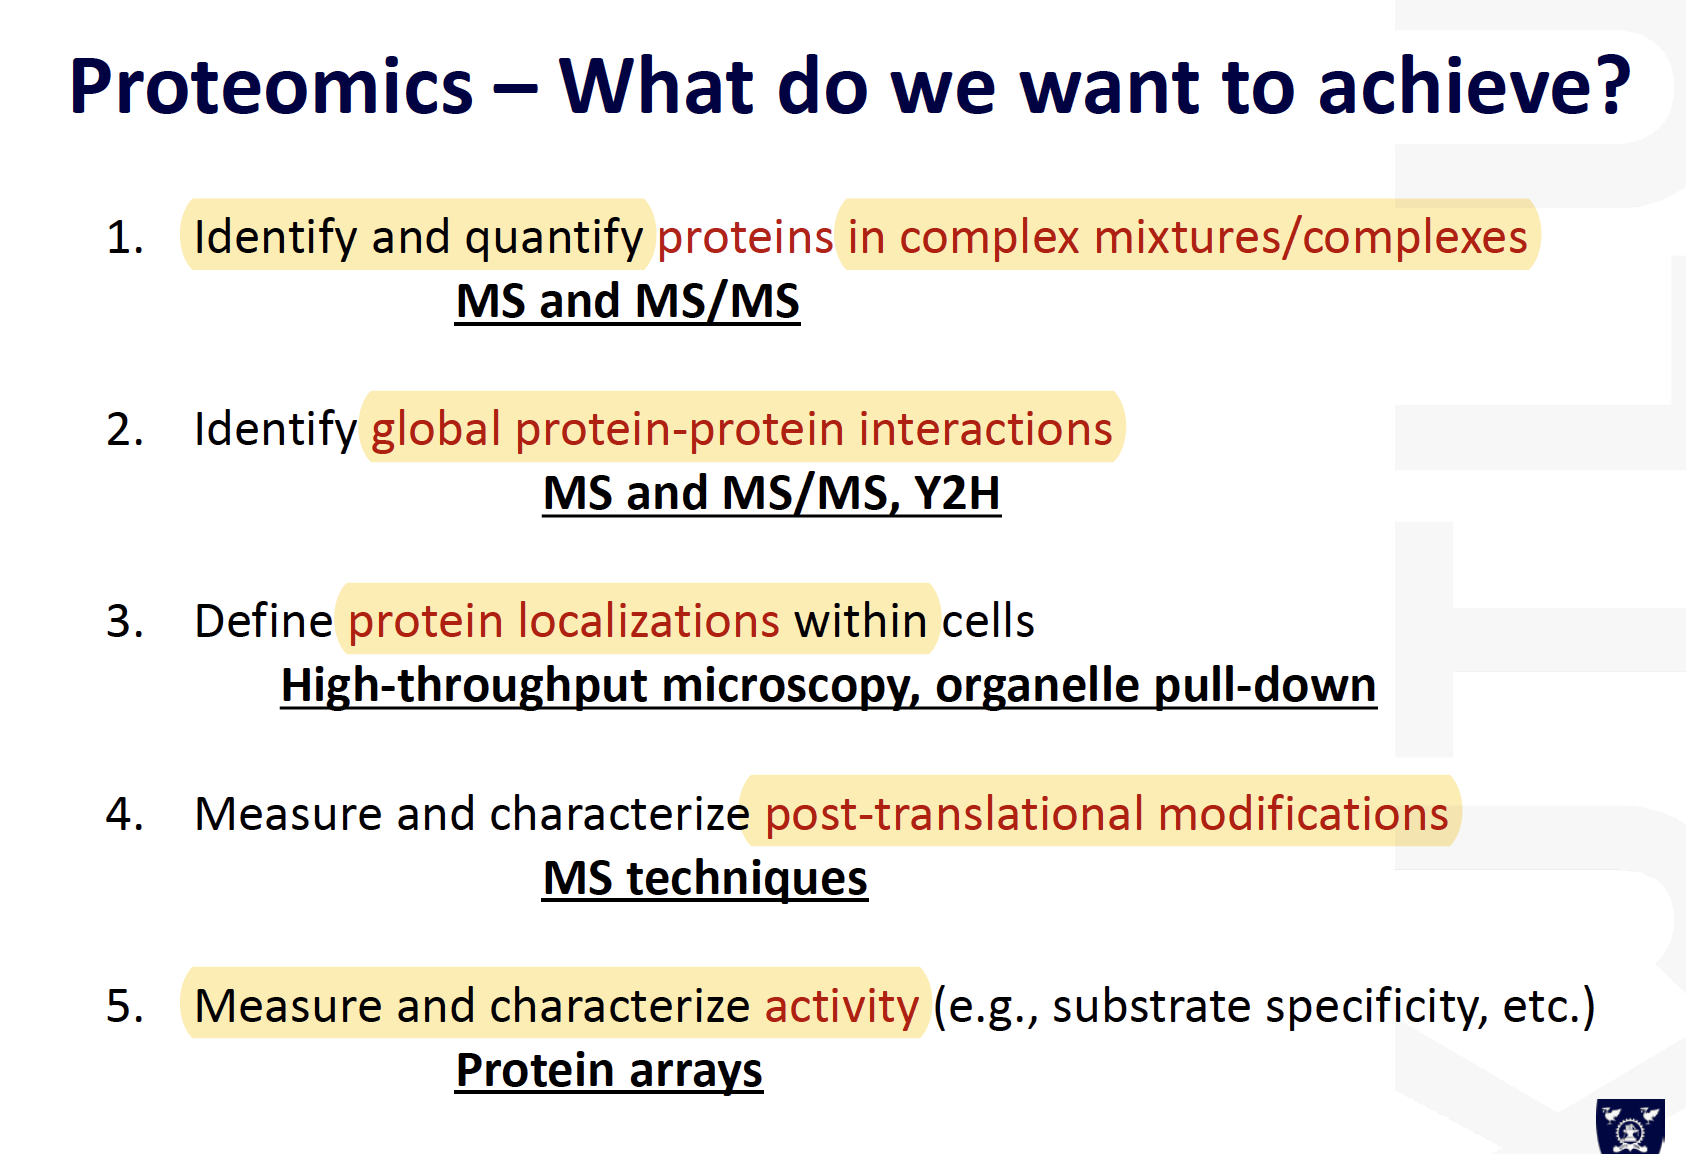 Proteomics – What do we want to achieve?
1. Identify and quantify proteins in complex mixtures/complexes
MS and MS/MS
2. Identify global protein-protein interactions
MS and MS/MS, Y2H
3. Define protein localizations within cells
High-throughput microscopy, organelle pull-down
4. Measure and characterize post-translational modifications
MS techniques
5. Measure and characterize activity (e.g., substrate specificity, etc.)
Protein arrays